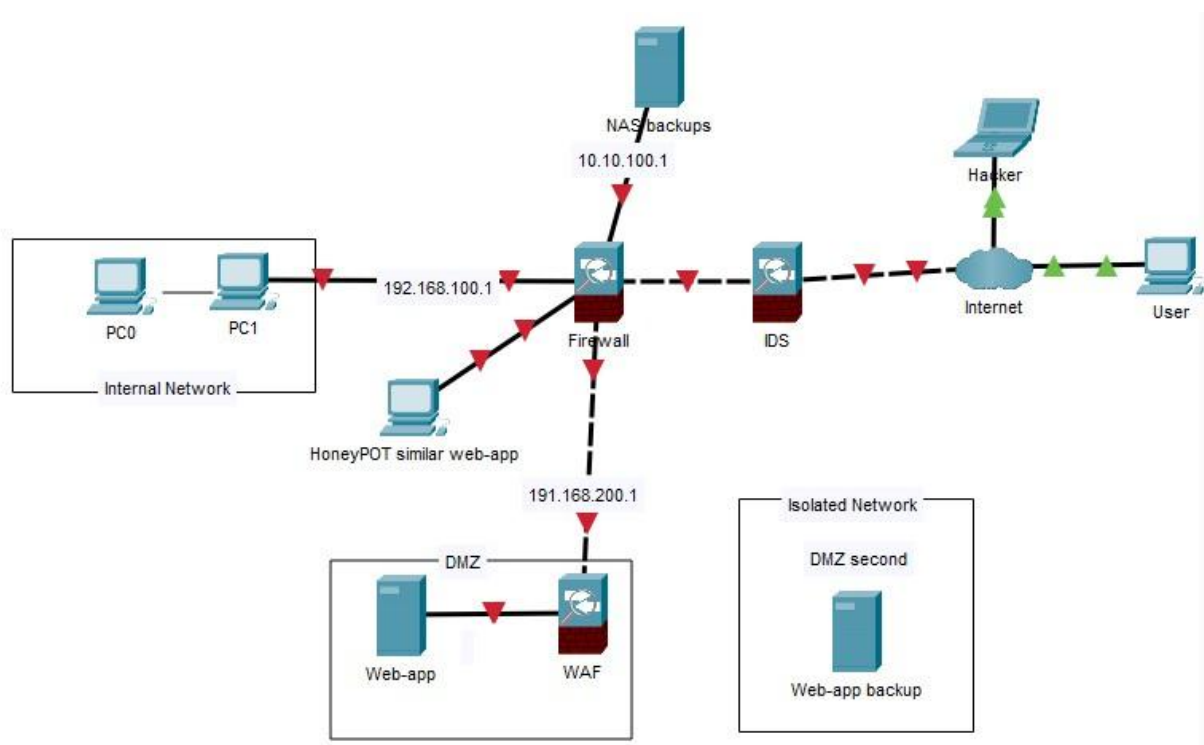 NAS backups
10.10.100.1
Hacker
192.168.100.1
Internet
User
PC0
PC1
Firewall
IDS
Internal Network
HoneyPOT similar web-app
191.168.200.1
Isolated Network
DMZ
DMZ second
Web-app
WAF
Web-app backup